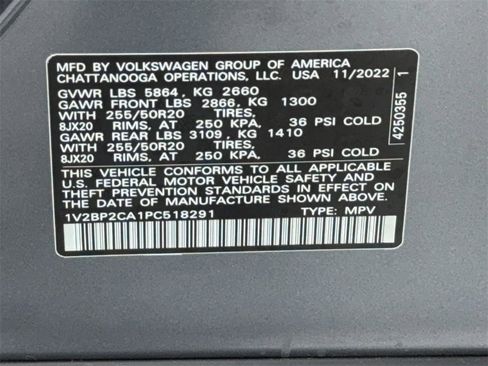 MFD BY VOLKSWAGEN GROUP OF AMERICA
CHATTANOOGA OPERATIONS, LLC. USA 11/2022
GVWR LBS 5864, KG 2660
GAWR FRONT LBS 2866, KG 1300
WITH 255/50R20 TIRES,
8JX20 RIMS, AT 250 KPA, 36 PSI COLD
GAWR REAR LBS 3109, KG 1410
WITH 255/50R20 TIRES,
8JX20 RIMS, AT 250 KPA, 36 PSI COLD
THIS VEHICLE CONFORMS TO ALL APPLICABLE
U.S. FEDERAL MOTOR VEHICLE SAFETY AND
THEFT PREVENTION STANDARDS IN EFFECT ON
THE DATE OF MANUFACTURE SHOWN ABOVE.
1V2BP2CA1PC518291 TYPE: MPV
4250355 1